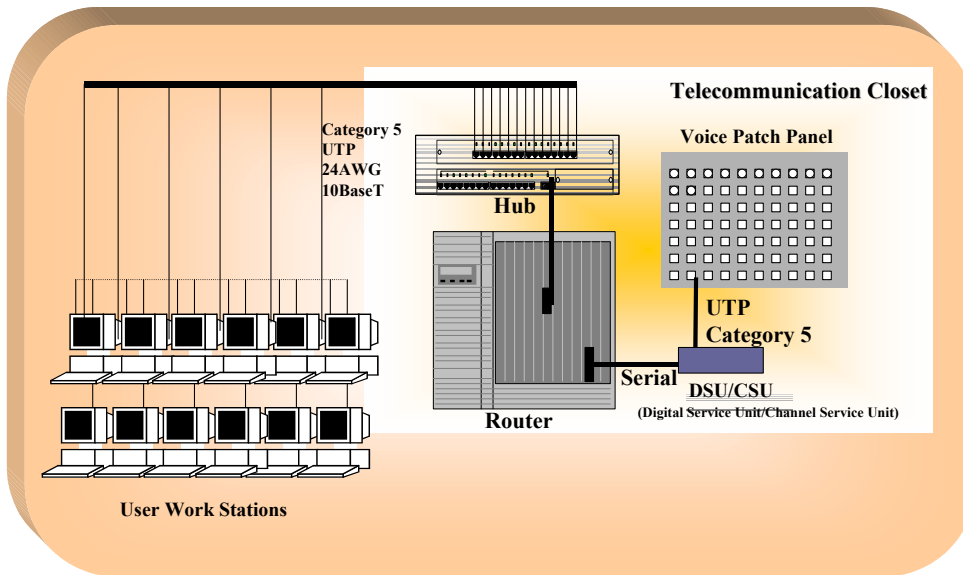 Telecommunication Closet
Category 5
UTP
24AWG
10BaseT
Voice Patch Panel
Hub
UTP
Category 5
Serial
DSU/CSU
(Digital Service Unit/Channel Service Unit)
Router
User Work Stations